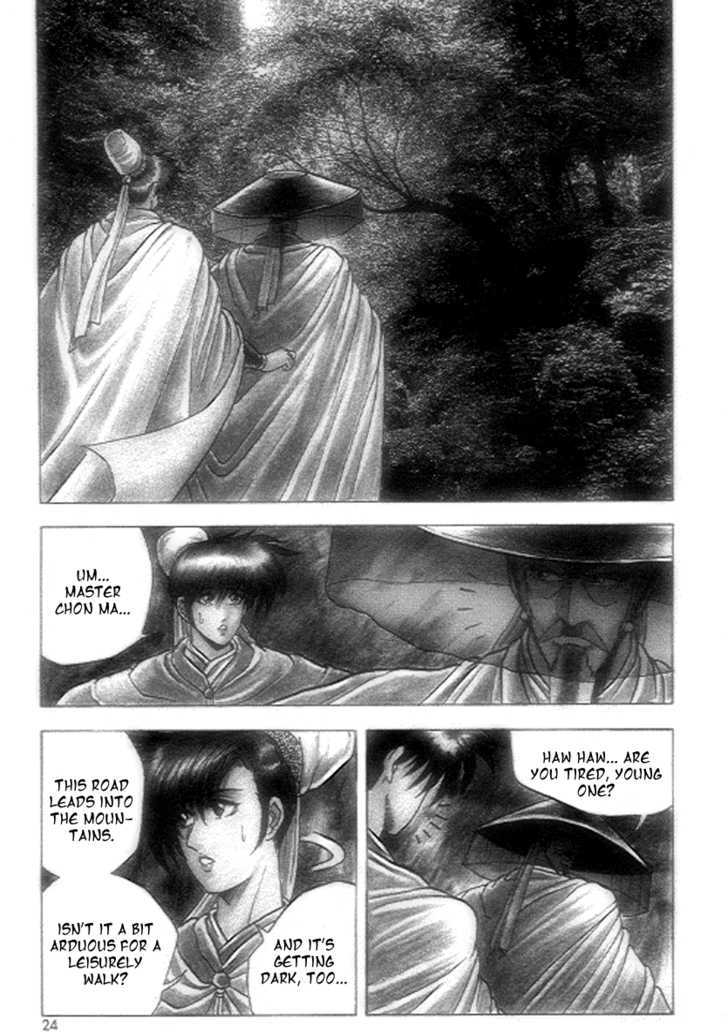 UM...
MASTER
CHON MA...
THIS ROAD
LEADS INTO
THE MOUN-
TAINS.
ISN'T IT A BIT
ARDUOUS FOR A
LEISURELY
WALK?
AND IT'S
GETTING
DARK, TOO...
HAW HAW... ARE
YOU TIRED, YOUNG
ONE?
24